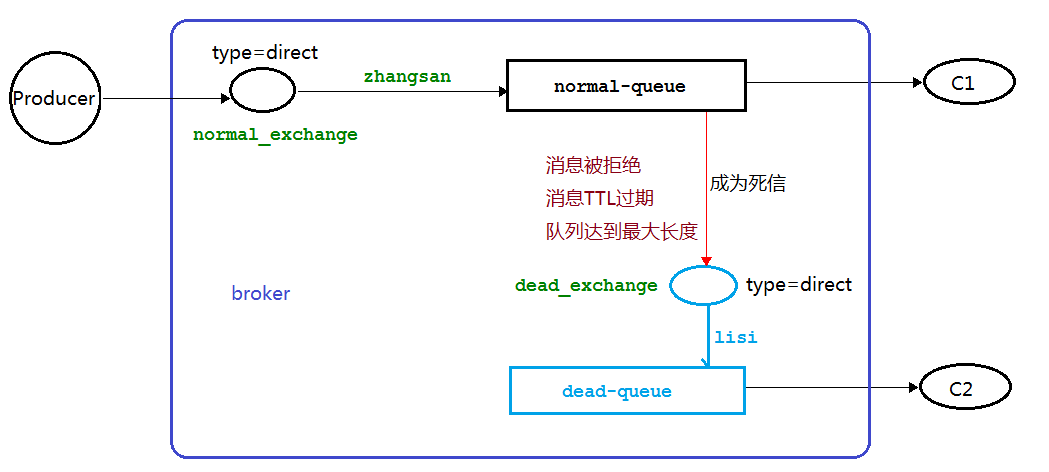 type=direct
zhangsan
normal-queue
C1
Producer
normal_exchange
消息被拒绝
成为死信
消息TTL过期
队列达到最大长度
dead_exchange
type=direct
broker
lisi
dead-queue
C2